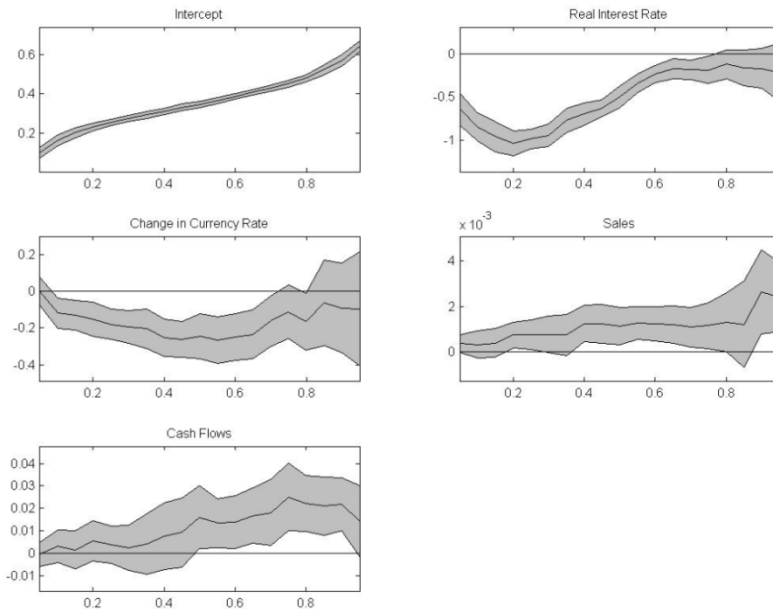 Intercept
0.6
0.4
0.2
0.2 0.4 0.6 0.8
Real Interest Rate
0
-0.5
-1
0.2 0.4 0.6 0.8
Change in Currency Rate
0.2
0
-0.2
-0.4
0.2 0.4 0.6 0.8
Sales
x 10⁻³
4
2
0
0.2 0.4 0.6 0.8
Cash Flows
0.04
0.03
0.02
0.01
0
-0.01
0.2 0.4 0.6 0.8